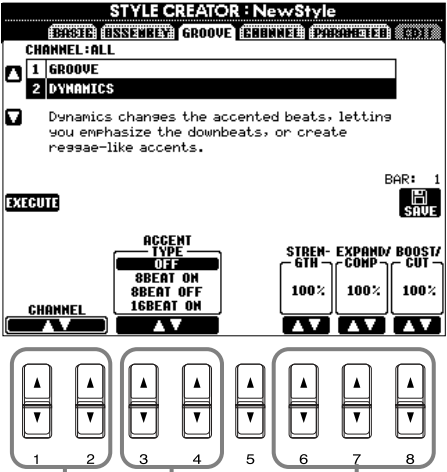 STYLE CREATOR : NewStyle
BASIC ASSEMBLY GROOVE CHANNEL PARAMETER EDIT
CHANNEL:ALL
1 GROOVE
2 DYNAMICS
Dynamics changes the accented beats, letting
you emphasize the downbeats, or create
reggae-like accents.
BAR: 1
EXECUTE
SAVE
ACCENT
TYPE
OFF
8BEAT ON
8BEAT OFF
16BEAT ON
STREN-
GTH
100%
EXPAND/
COMP
100%
BOOST/
CUT
100%
CHANNEL
1 2 3 4 5 6 7 8